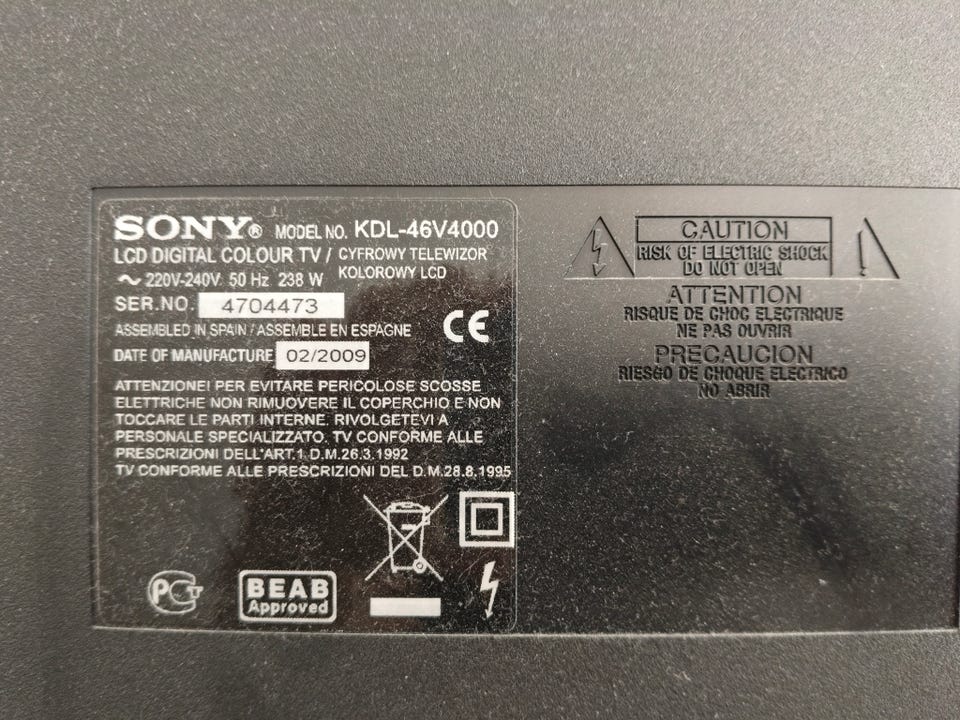 SONY® MODEL NO. KDL-46V4000
LCD DIGITAL COLOUR TV / CYFROWY TELEWIZOR
KOLOROWY LCD
~ 220V-240V 50 Hz 238 W
SER.NO. 4704473
ASSEMBLED IN SPAIN / ASSEMBLE EN ESPAGNE
CE
DATE OF MANUFACTURE 02/2009
ATTENZIONE! PER EVITARE PERICOLOSE SCOSSE
ELETTRICHE NON RIMUOVERE IL COPERCHIO E NON
TOCCARE LE PARTI INTERNE. RIVOLGETEVI A
PERSONALE SPECIALIZZATO. TV CONFORME ALLE
PRESCRIZIONI DELL'ART.1 D.M.26.3.1992
TV CONFORME ALLE PRESCRIZIONI DEL D.M.28.8.1995
PCT
BEAB
Approved
CAUTION
RISK OF ELECTRIC SHOCK
DO NOT OPEN
!
ATTENTION
RISQUE DE CHOC ELECTRIQUE
NE PAS OUVRIR
PRECAUCION
RIESGO DE CHOQUE ELECTRICO
NO ABRIR